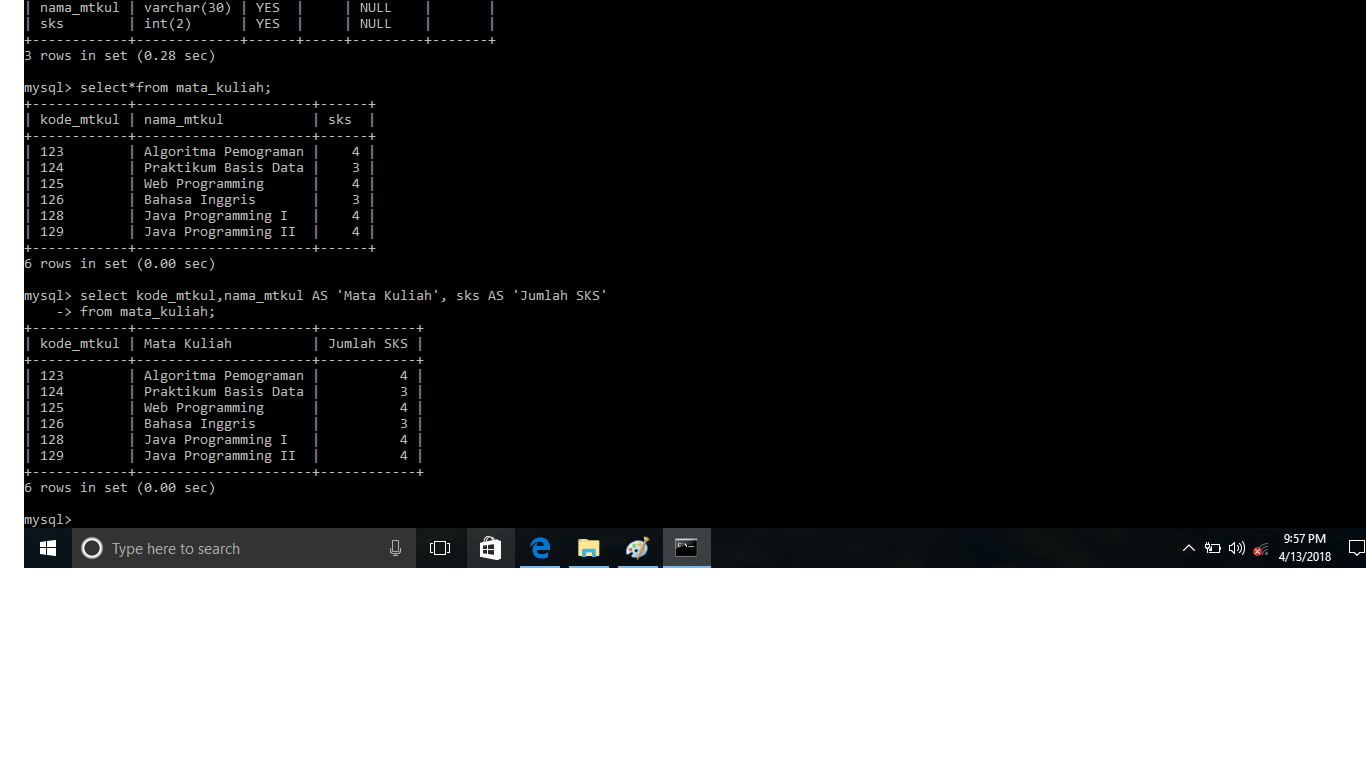 | nama_mtkul | varchar(30) | YES  |     | NULL    |       |
| sks        | int(2)      | YES  |     | NULL    |       |
+------------+-------------+------+-----+---------+-------+
3 rows in set (0.28 sec)
mysql> select*from mata_kuliah;
+------------+----------------------+------+
| kode_mtkul | nama_mtkul           | sks  |
+------------+----------------------+------+
| 123        | Algoritma Pemograman |    4 |
| 124        | Praktikum Basis Data |    3 |
| 125        | Web Programming      |    4 |
| 126        | Bahasa Inggris       |    3 |
| 128        | Java Programming I   |    4 |
| 129        | Java Programming II  |    4 |
+------------+----------------------+------+
6 rows in set (0.00 sec)
mysql> select kode_mtkul,nama_mtkul AS 'Mata Kuliah', sks AS 'Jumlah SKS'
    -> from mata_kuliah;
+------------+----------------------+------------+
| kode_mtkul | Mata Kuliah          | Jumlah SKS |
+------------+----------------------+------------+
| 123        | Algoritma Pemograman |          4 |
| 124        | Praktikum Basis Data |          3 |
| 125        | Web Programming      |          4 |
| 126        | Bahasa Inggris       |          3 |
| 128        | Java Programming I   |          4 |
| 129        | Java Programming II  |          4 |
+------------+----------------------+------------+
6 rows in set (0.00 sec)
mysql>
Type here to search
9:57 PM
4/13/2018